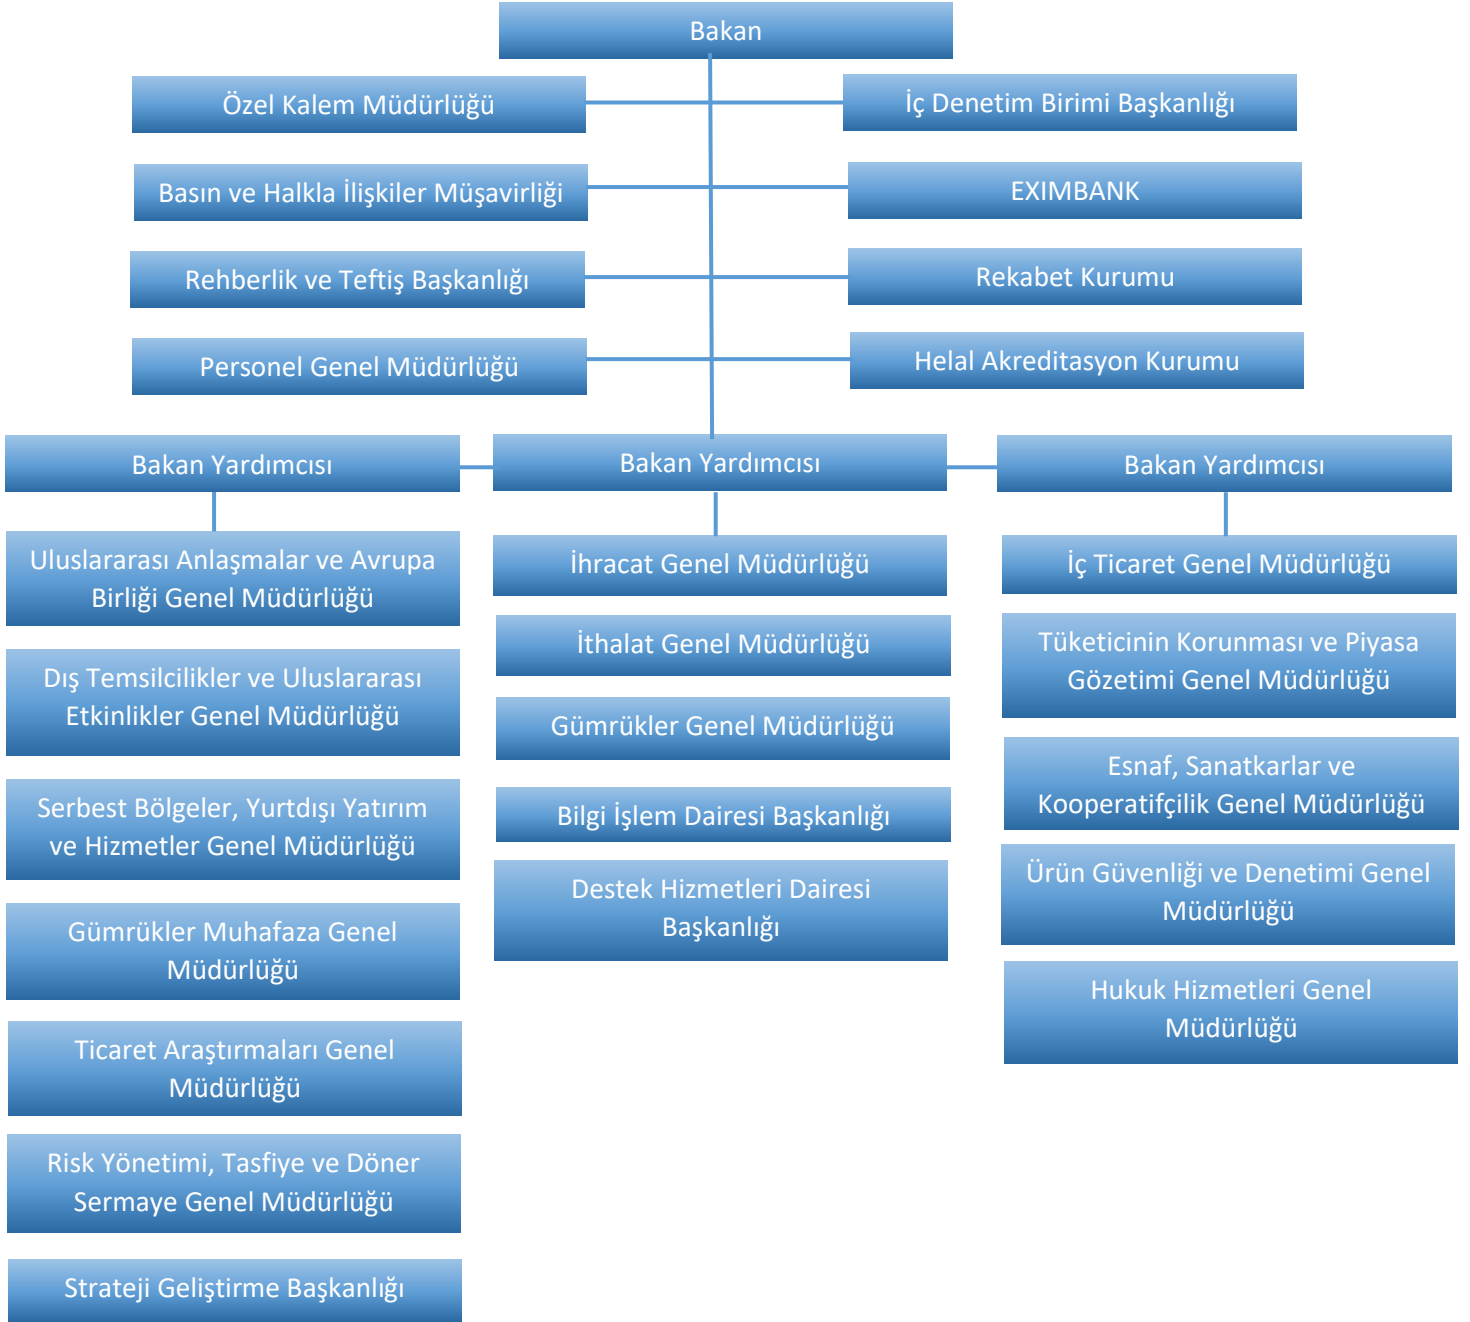 Bakan
Özel Kalem Müdürlüğü
İç Denetim Birimi Başkanlığı
Basın ve Halkla İlişkiler Müşavirliği
EXIMBANK
Rehberlik ve Teftiş Başkanlığı
Rekabet Kurumu
Personel Genel Müdürlüğü
Helal Akreditasyon Kurumu
Bakan Yardımcısı
Bakan Yardımcısı
Bakan Yardımcısı
Uluslararası Anlaşmalar ve Avrupa
Birliği Genel Müdürlüğü
Dış Temsilcilikler ve Uluslararası
Etkinlikler Genel Müdürlüğü
Serbest Bölgeler, Yurtdışı Yatırım
ve Hizmetler Genel Müdürlüğü
Gümrükler Muhafaza Genel
Müdürlüğü
Ticaret Araştırmaları Genel
Müdürlüğü
Risk Yönetimi, Tasfiye ve Döner
Sermaye Genel Müdürlüğü
Strateji Geliştirme Başkanlığı
İhracat Genel Müdürlüğü
İthalat Genel Müdürlüğü
Gümrükler Genel Müdürlüğü
Bilgi İşlem Dairesi Başkanlığı
Destek Hizmetleri Dairesi
Başkanlığı
İç Ticaret Genel Müdürlüğü
Tüketicinin Korunması ve Piyasa
Gözetimi Genel Müdürlüğü
Esnaf, Sanatkarlar ve
Kooperatifçilik Genel Müdürlüğü
Ürün Güvenliği ve Denetimi Genel
Müdürlüğü
Hukuk Hizmetleri Genel
Müdürlüğü